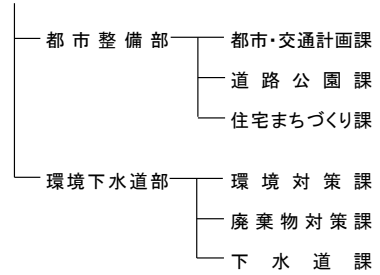 都市整備部 都市・交通計画課
道路公園課
住宅まちづくり課
環境下水道部 環境対策課
廃棄物対策課
下水道課